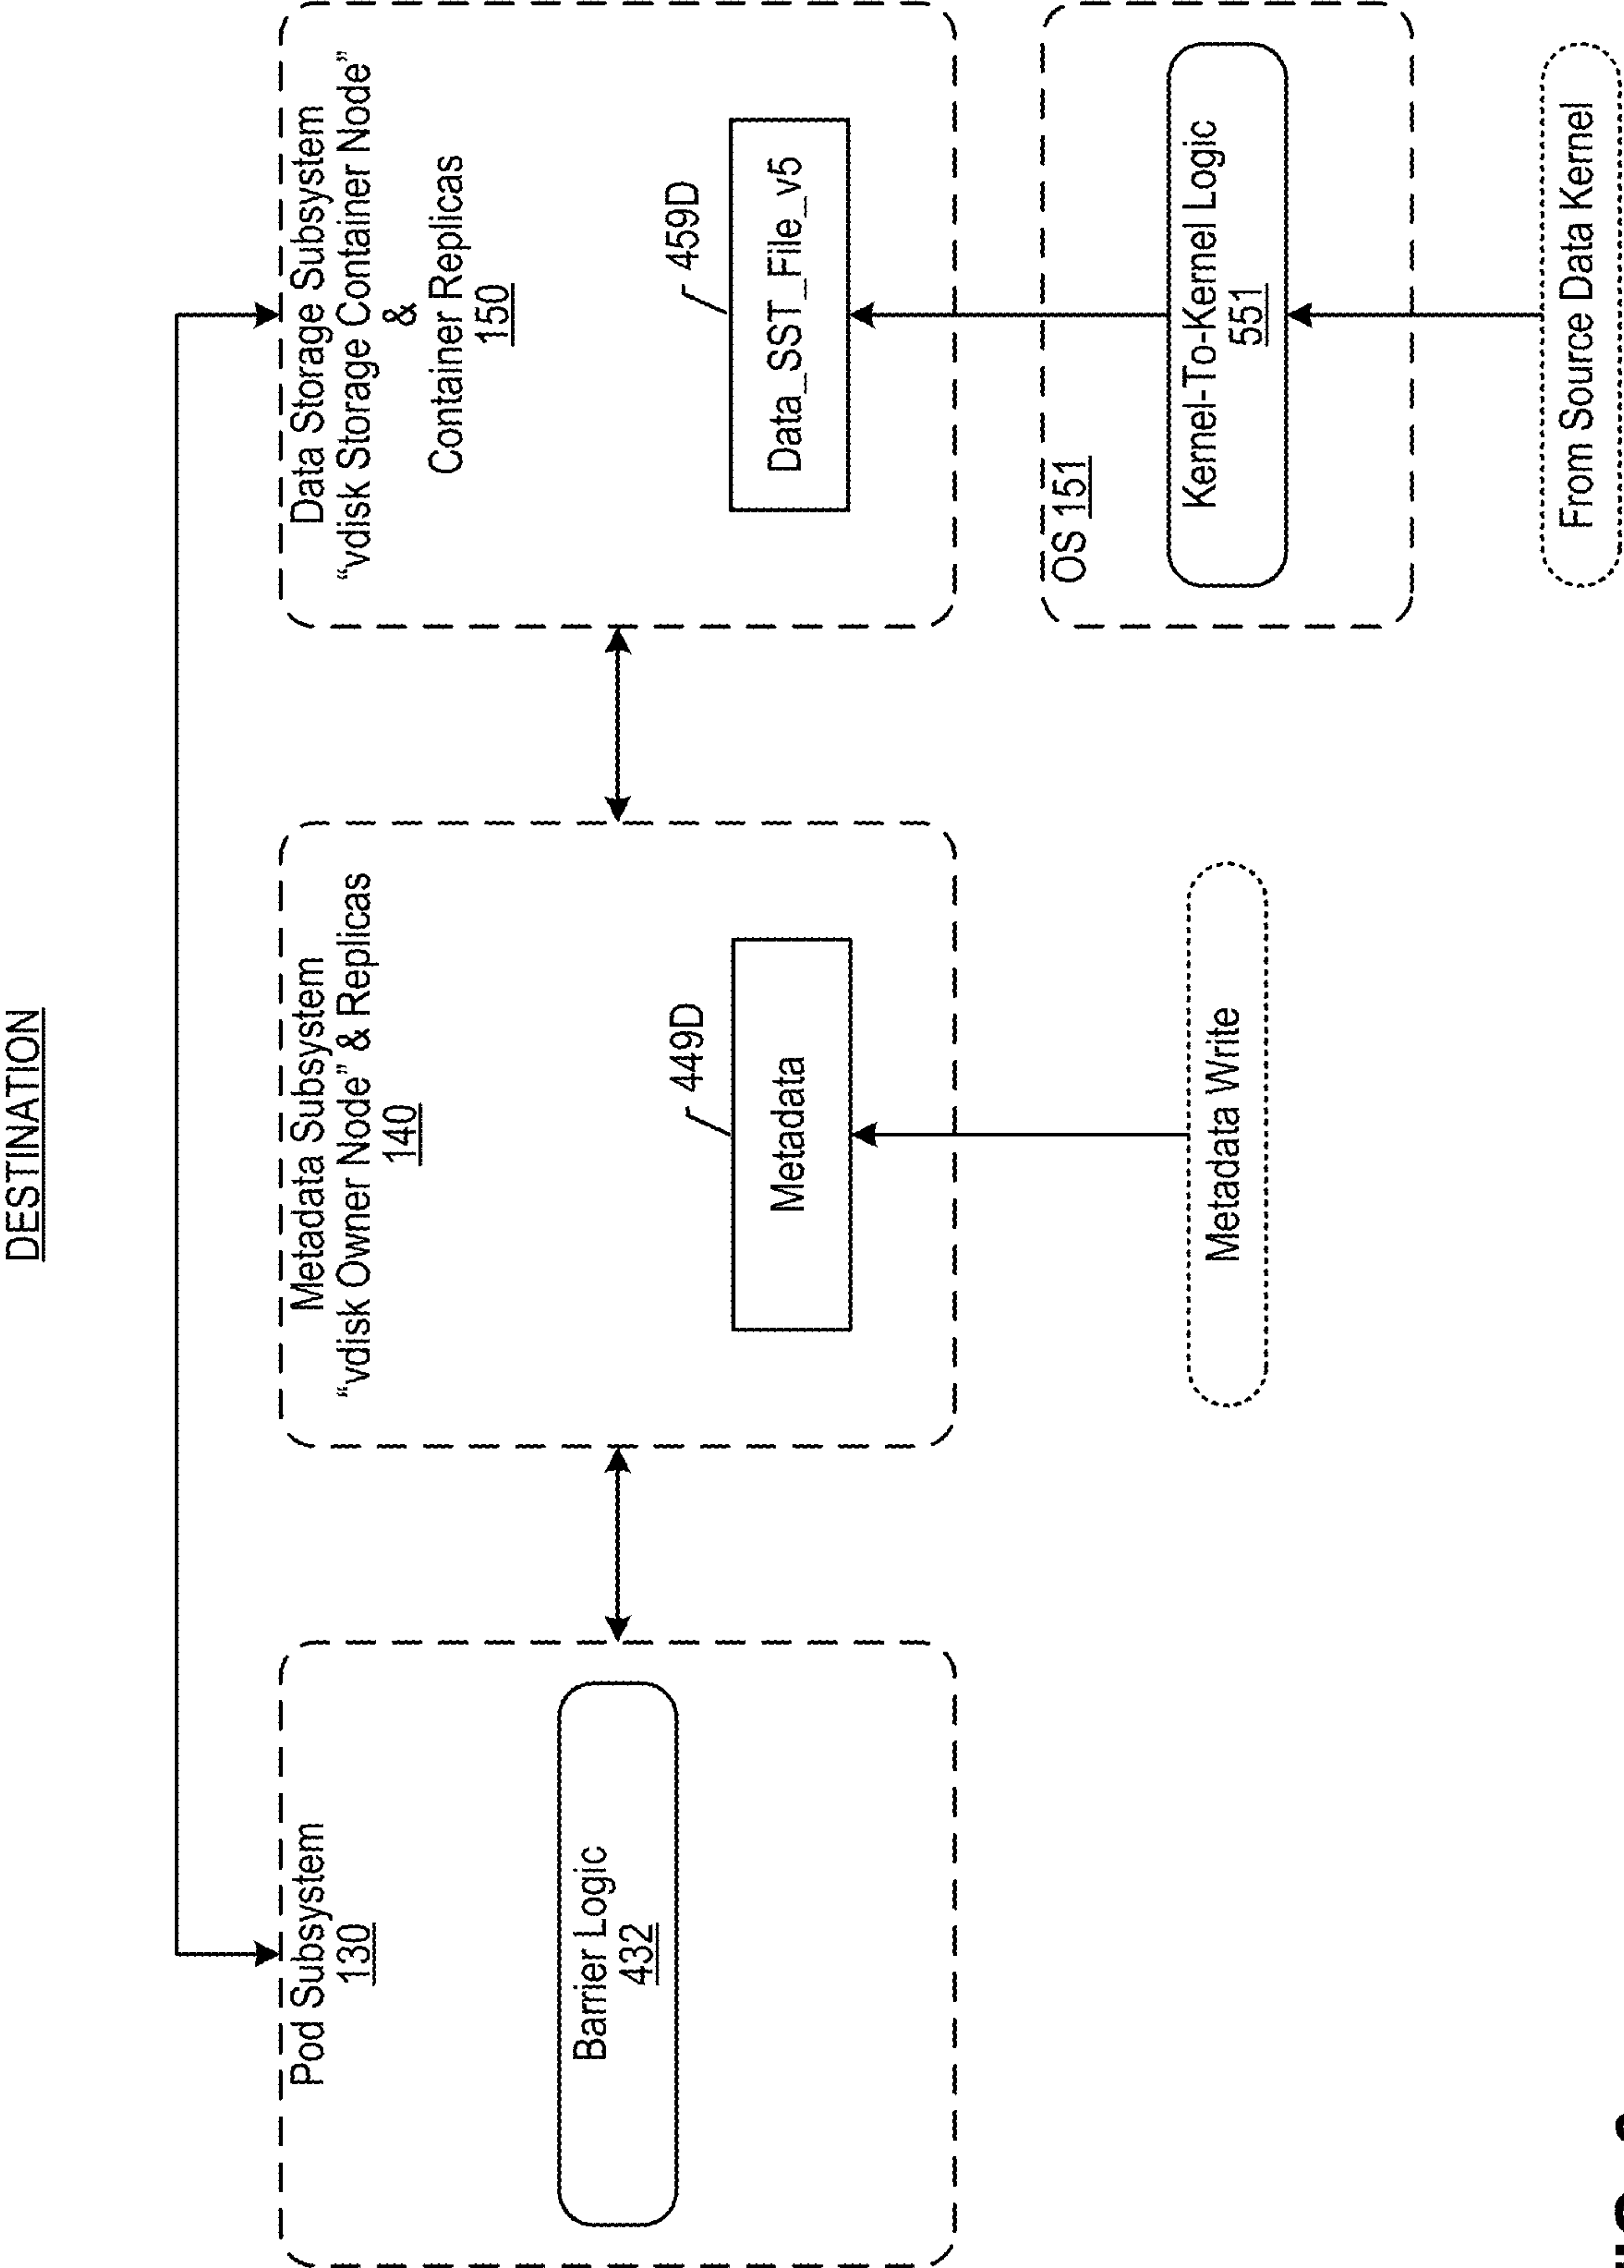 DESTINATION
Pod Subsystem
130
Barrier Logic
432
Metadata Subsystem
"vdisk Owner Node" & Replicas
140
449D
Metadata
Metadata Write
Data Storage Subsystem
“vdisk Storage Container Node”
&
Container Replicas
150
459D
Data_SST_File_v5
OS 151
Kernel-To-Kernel Logic
551
From Source Data Kernel